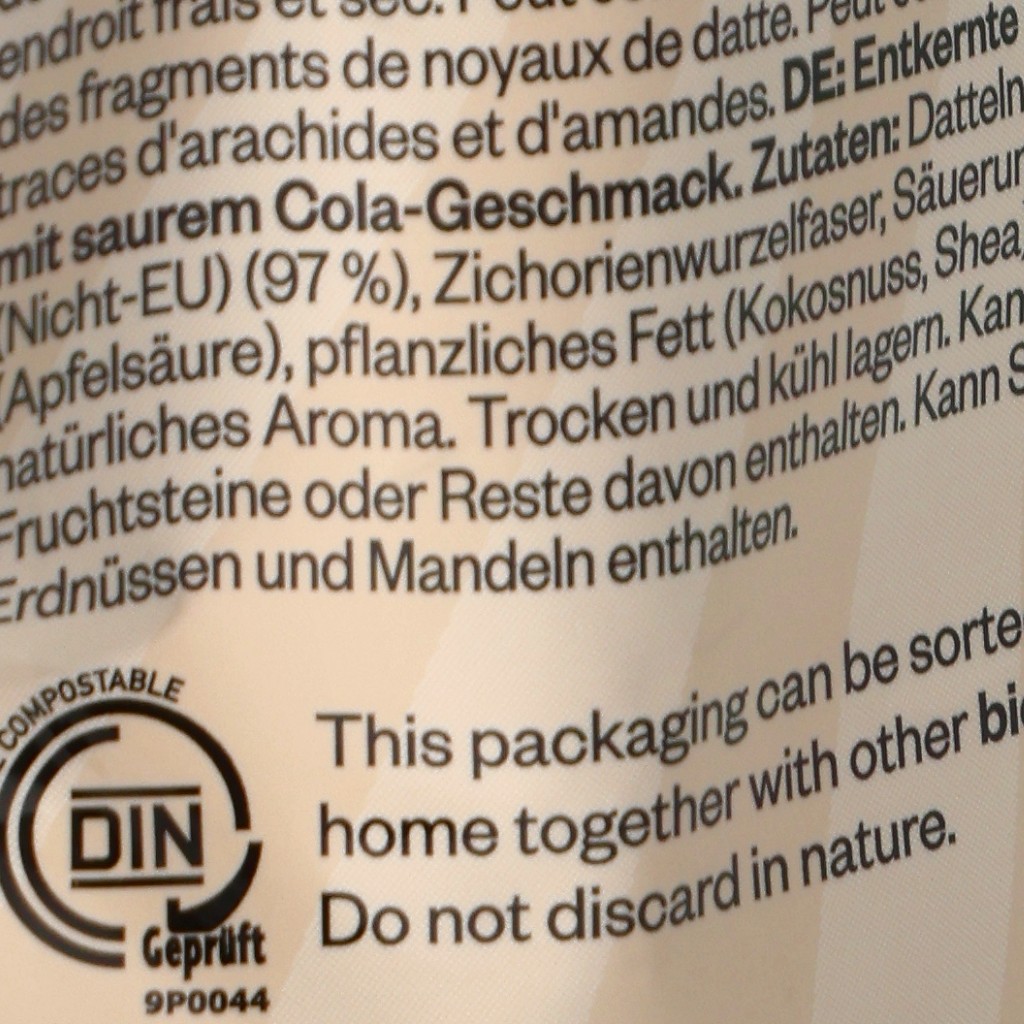 endroit frais et sec.
des fragments de noyaux de datte. Peut
traces d'arachides et d'amandes. DE: Entkernte
mit saurem Cola-Geschmack. Zutaten: Datteln
(Nicht-EU) (97 %), Zichorienwurzelfaser, Säuerun
(Apfelsäure), pflanzliches Fett (Kokosnuss, Shea,
natürliches Aroma. Trocken und kühl lagern. Kan
Fruchtsteine oder Reste davon enthalten. Kann S
Erdnüssen und Mandeln enthalten.
COMPOSTABLE
DIN
Geprüft
9P0044
This packaging can be sorte
home together with other bi
Do not discard in nature.